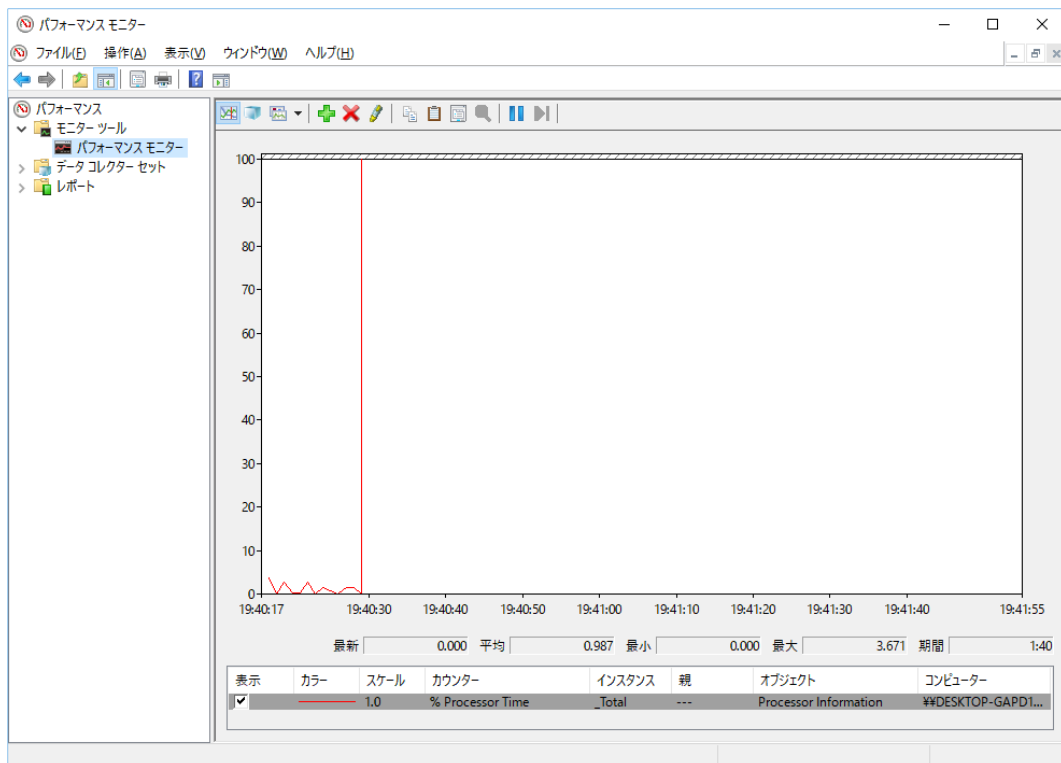 パフォーマンス モニター
ファイル(F) 操作(A) 表示(V) ウィンドウ(W) ヘルプ(H)
パフォーマンス
モニター ツール
パフォーマンス モニター
データ コレクター セット
レポート
100
90
80
70
60
50
40
30
20
10
0
19:40:17 19:40:30 19:40:40 19:40:50 19:41:00 19:41:10 19:41:20 19:41:30 19:41:40 19:41:55
最新 0.000 平均 0.987 最小 0.000 最大 3.671 期間 1:40
表示 カラー スケール カウンター インスタンス 親 オブジェクト コンピューター
1.0 % Processor Time _Total --- Processor Information ¥¥DESKTOP-GAPD1...